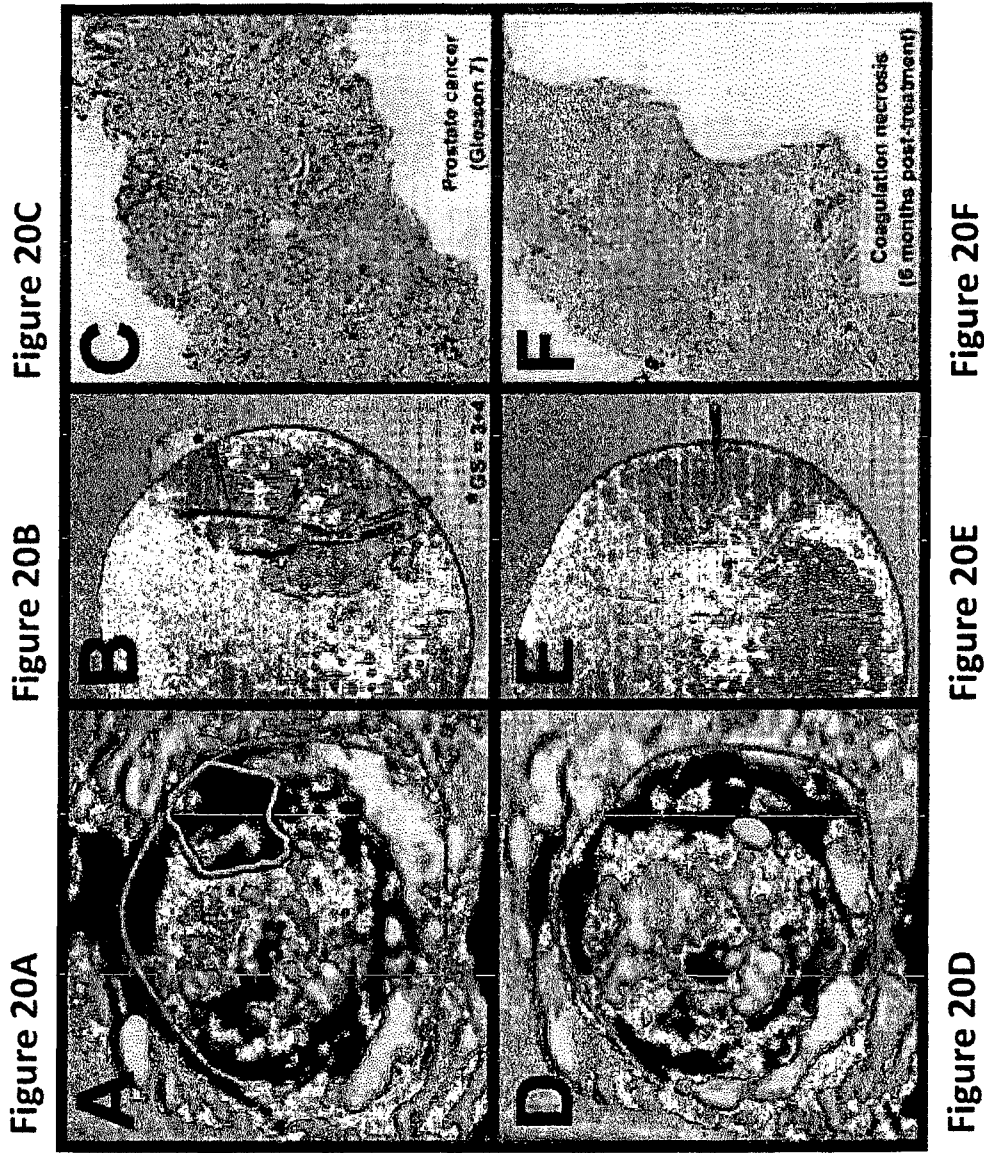 Figure 20A
Figure 20B
Figure 20C
A
B
*GS = 3+4
C
Prostate cancer
(Gleason 7)
D
E
F
Coagulation necrosis
(6 months post-treatment)
Figure 20D
Figure 20E
Figure 20F